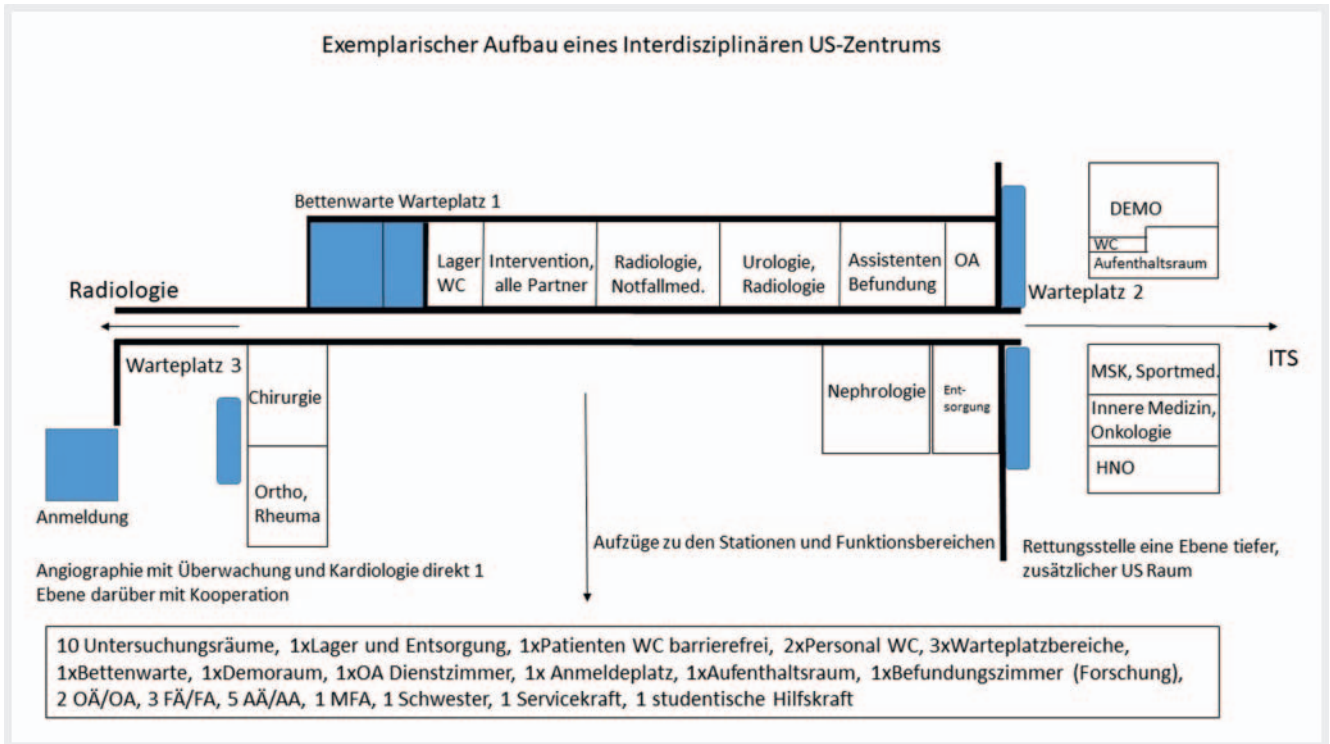 Exemplarischer Aufbau eines Interdisziplinären US-Zentrums
Bettenwarte Warteplatz 1
Lager
WC
Intervention,
alle Partner
Radiologie,
Notfallmed.
Urologie,
Radiologie
Assistenten
Befundung
OA
DEMO
WC
Aufenthaltsraum
Radiologie
Warteplatz 2
ITS
Warteplatz 3
Chirurgie
Ortho,
Rheuma
Anmeldung
Nephrologie
Ent-
sorgung
MSK, Sportmed.
Innere Medizin,
Onkologie
HNO
Aufzüge zu den Stationen und Funktionsbereichen
Rettungsstelle eine Ebene tiefer,
zusätzlicher US Raum
Angiographie mit Überwachung und Kardiologie direkt 1
Ebene darüber mit Kooperation
10 Untersuchungsräume, 1xLager und Entsorgung, 1xPatienten WC barrierefrei, 2xPersonal WC, 3xWarteplatzbereiche,
1xBettenwarte, 1xDemoraum, 1xOA Dienstzimmer, 1x Anmeldeplatz, 1xAufenthaltsraum, 1xBefundungszimmer (Forschung),
2 OÄ/OA, 3 FÄ/FA, 5 AÄ/AA, 1 MFA, 1 Schwester, 1 Servicekraft, 1 studentische Hilfskraft